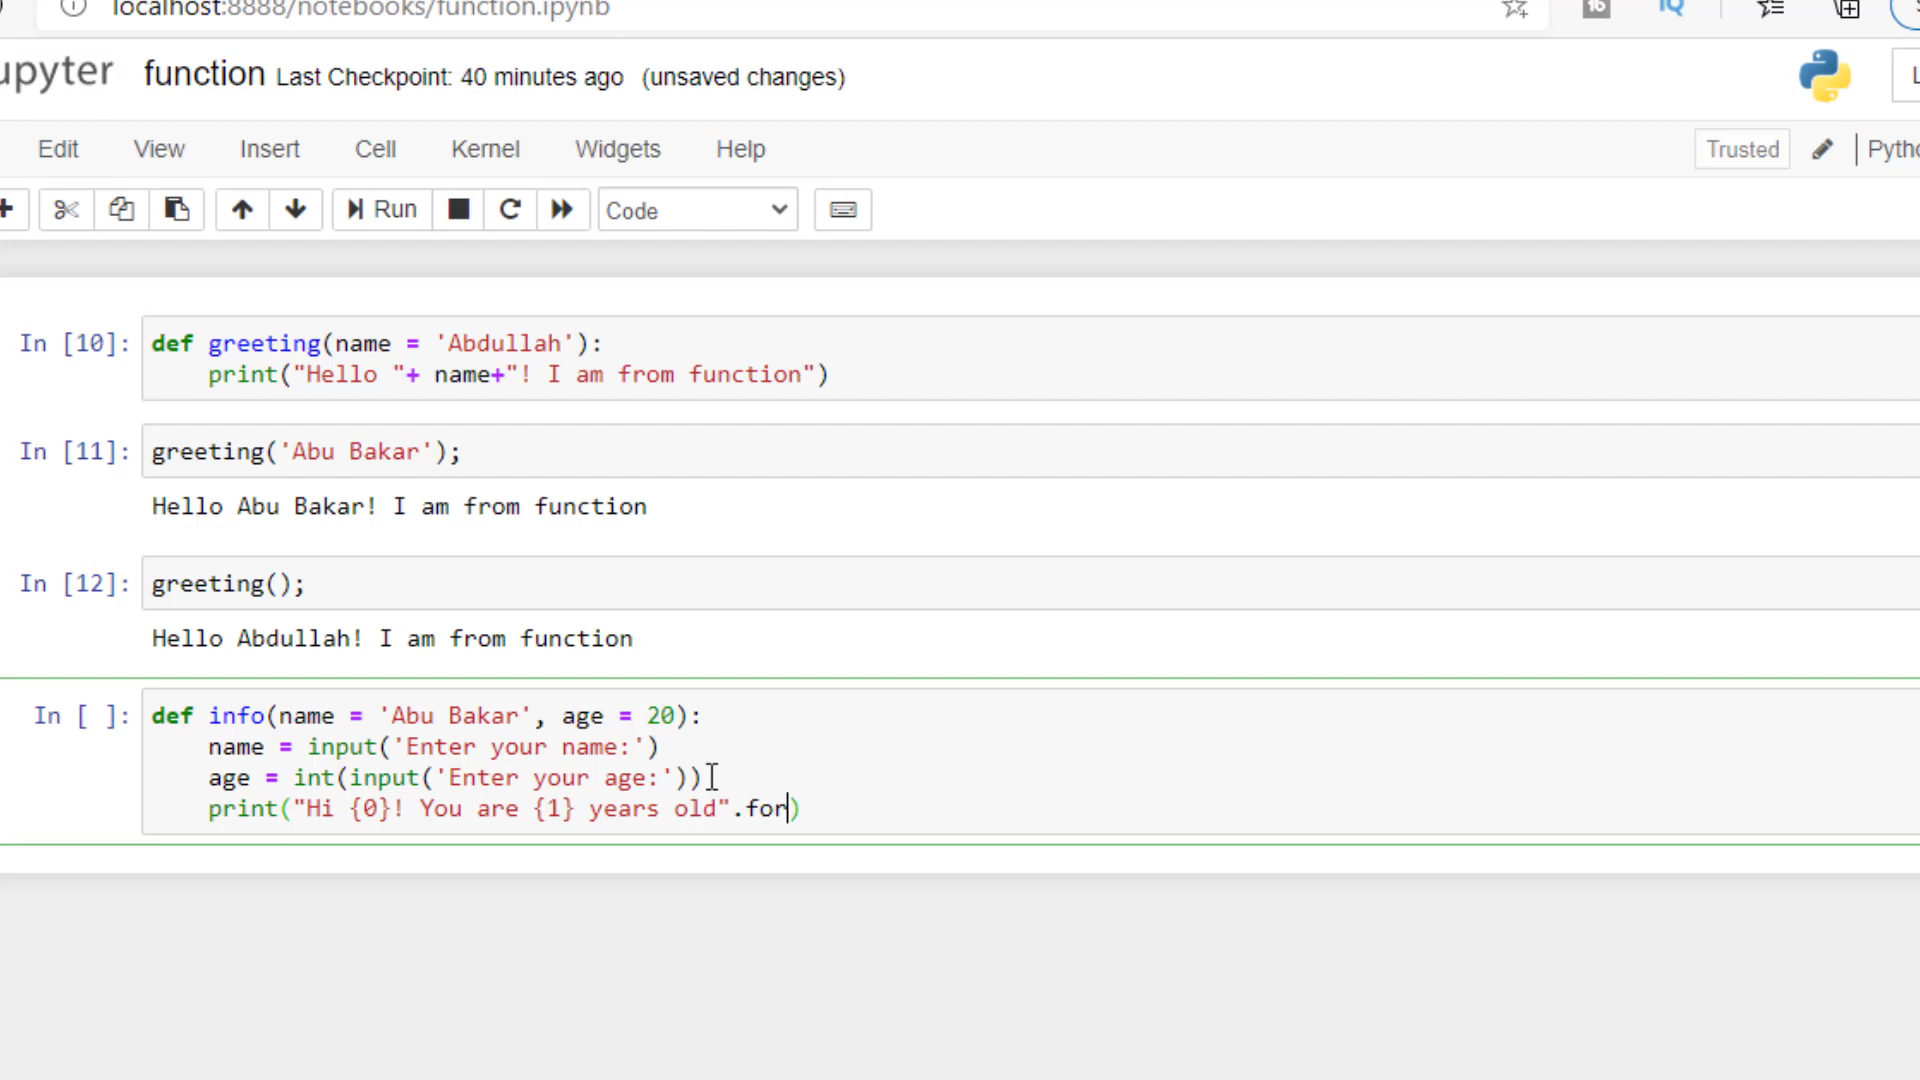 localhost:8888/notebooks/function.ipynb
16 IQ
upyter function Last Checkpoint: 40 minutes ago (unsaved changes)
Edit View Insert Cell Kernel Widgets Help Trusted Pytho
Run Code
In [10]: def greeting(name = 'Abdullah'):
print("Hello "+ name+"! I am from function")
In [11]: greeting('Abu Bakar');
Hello Abu Bakar! I am from function
In [12]: greeting();
Hello Abdullah! I am from function
In [ ]: def info(name = 'Abu Bakar', age = 20):
name = input('Enter your name:')
age = int(input('Enter your age:'))
print("Hi {0}! You are {1} years old".for)